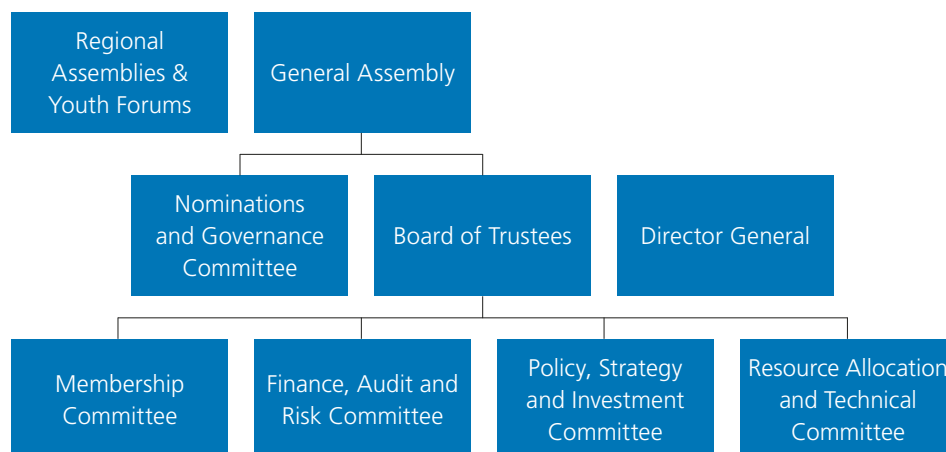 Regional
Assemblies &
Youth Forums
General Assembly
Nominations
and Governance
Committee
Board of Trustees
Director General
Membership
Committee
Finance, Audit and
Risk Committee
Policy, Strategy
and Investment
Committee
Resource Allocation
and Technical
Committee